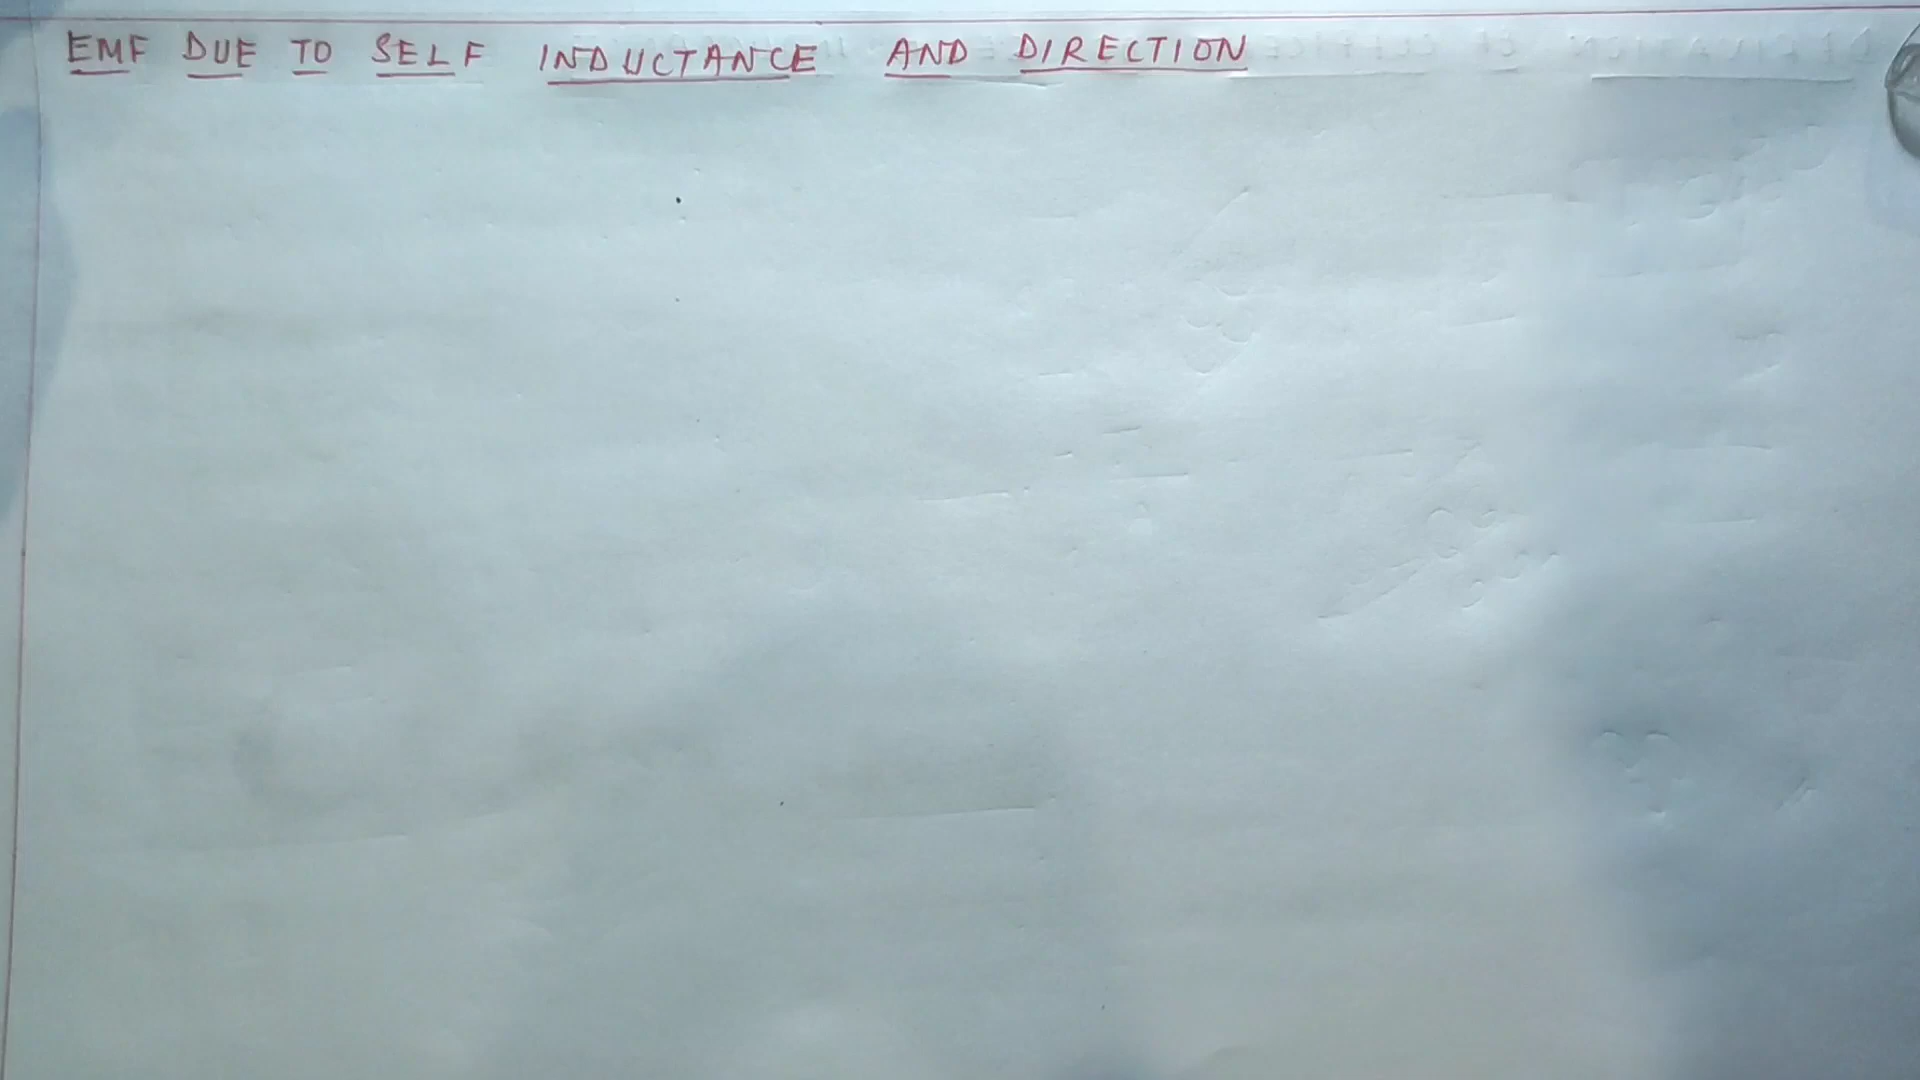 EMF DUE TO SELF INDUCTANCE AND DIRECTION